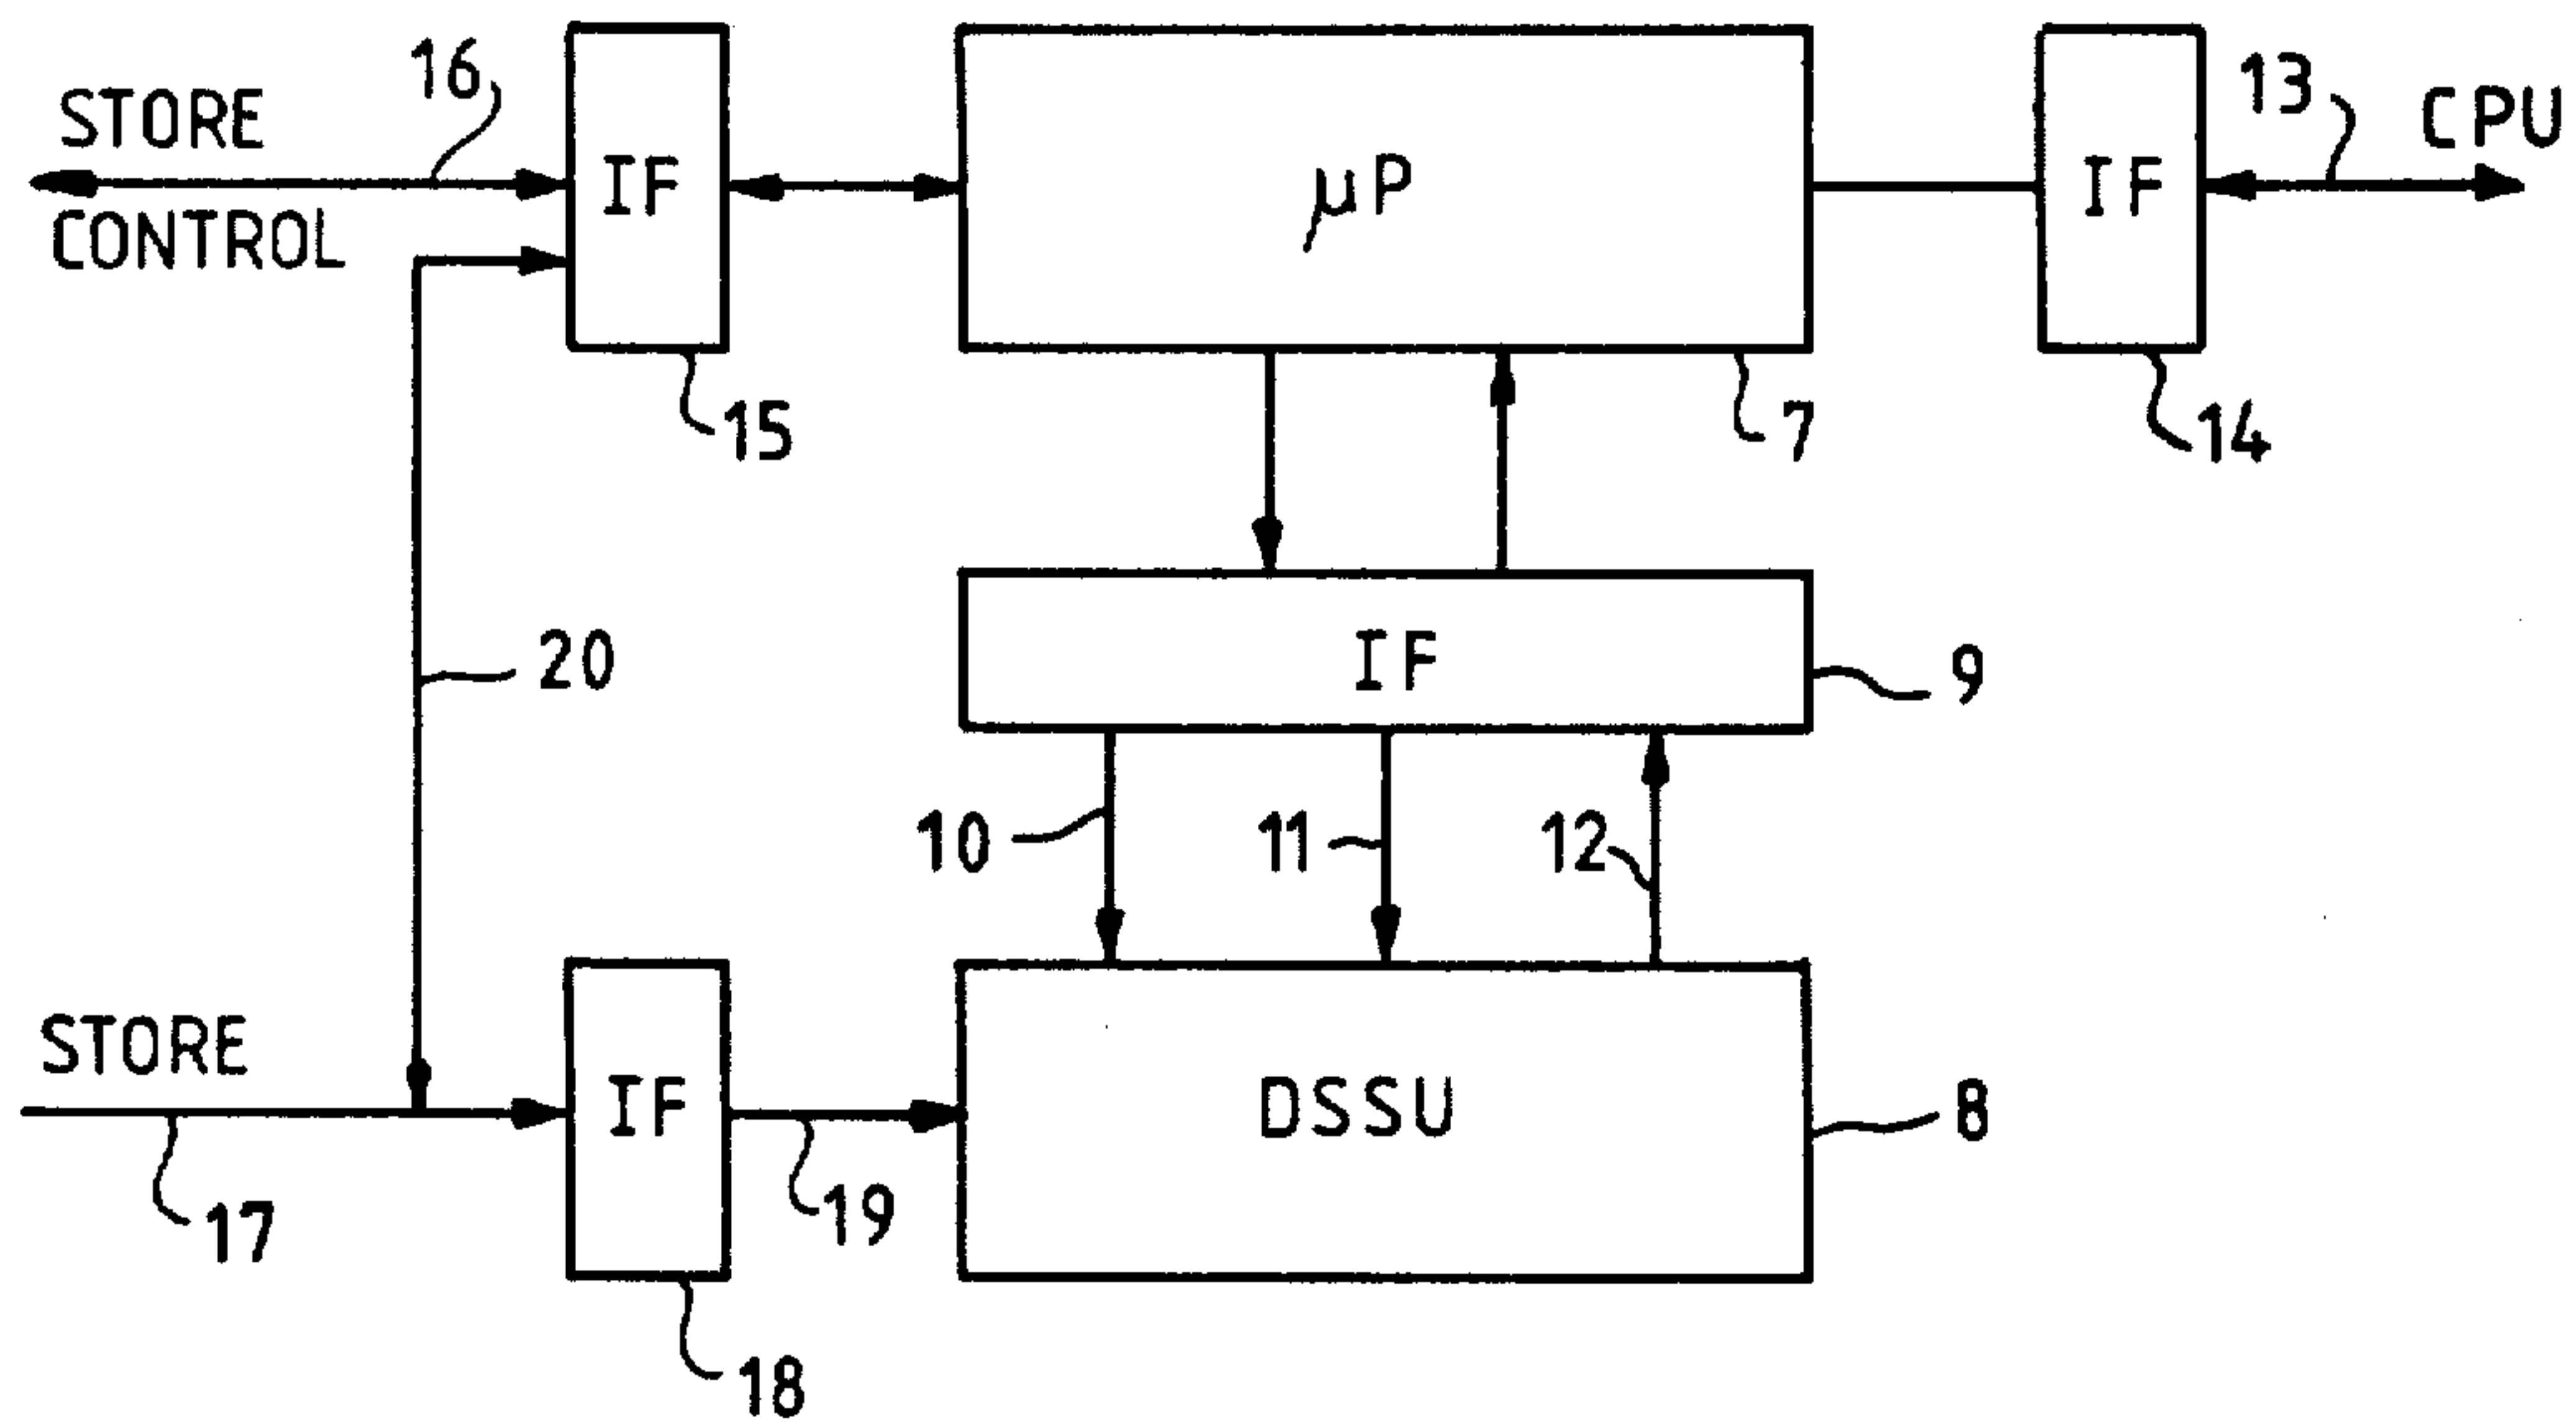 16
STORE
CONTROL
IF
µP
IF
13
CPU
15
7
14
20
IF
9
10
11
12
STORE
IF
DSSU
8
17
19
18